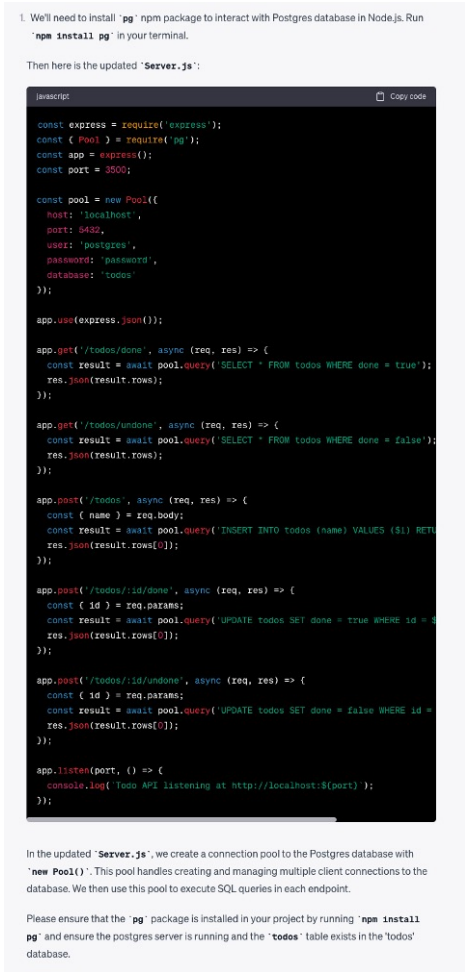 1. We'll need to install `pg` npm package to interact with Postgres database in Node.js. Run
`npm install pg` in your terminal.
Then here is the updated `Server.js`:
javascript
Copy code
const express = require('express');
const { Pool } = require('pg');
const app = express();
const port = 3500;
const pool = new Pool({
host: 'localhost',
port: 5432,
user: 'postgres',
password: 'password',
database: 'todos'
});
app.use(express.json());
app.get('/todos/done', async (req, res) => {
const result = await pool.query('SELECT * FROM todos WHERE done = true');
res.json(result.rows);
});
app.get('/todos/undone', async (req, res) => {
const result = await pool.query('SELECT * FROM todos WHERE done = false');
res.json(result.rows);
});
app.post('/todos', async (req, res) => {
const { name } = req.body;
const result = await pool.query('INSERT INTO todos (name) VALUES ($1) RETU
res.json(result.rows[0]);
});
app.post('/todos/:id/done', async (req, res) => {
const { id } = req.params;
const result = await pool.query('UPDATE todos SET done = true WHERE id = $
res.json(result.rows[0]);
});
app.post('/todos/:id/undone', async (req, res) => {
const { id } = req.params;
const result = await pool.query('UPDATE todos SET done = false WHERE id =
res.json(result.rows[0]);
});
app.listen(port, () => {
console.log(`Todo API listening at http://localhost:${port}`);
});
In the updated `Server.js`, we create a connection pool to the Postgres database with
`new Pool()`. This pool handles creating and managing multiple client connections to the
database. We then use this pool to execute SQL queries in each endpoint.
Please ensure that the `pg` package is installed in your project by running `npm install
pg` and ensure the postgres server is running and the `todos` table exists in the 'todos'
database.